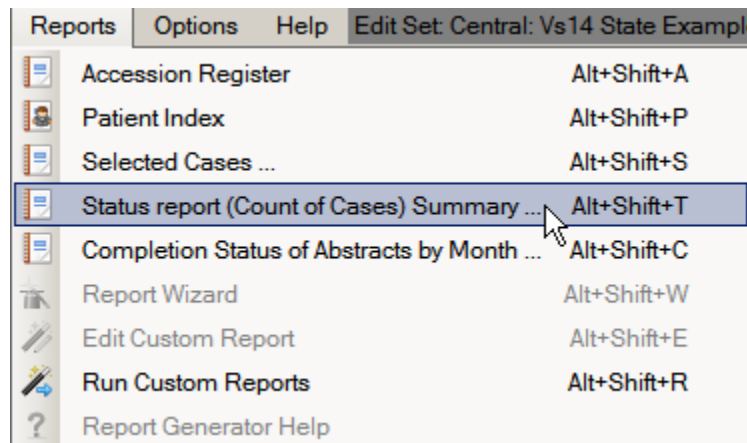 Reports Options Help Edit Set: Central: Vs14 State Exampl
Accession Register Alt+Shift+A
Patient Index Alt+Shift+P
Selected Cases ... Alt+Shift+S
Status report (Count of Cases) Summary ... Alt+Shift+T
Completion Status of Abstracts by Month ... Alt+Shift+C
Report Wizard Alt+Shift+W
Edit Custom Report Alt+Shift+E
Run Custom Reports Alt+Shift+R
? Report Generator Help